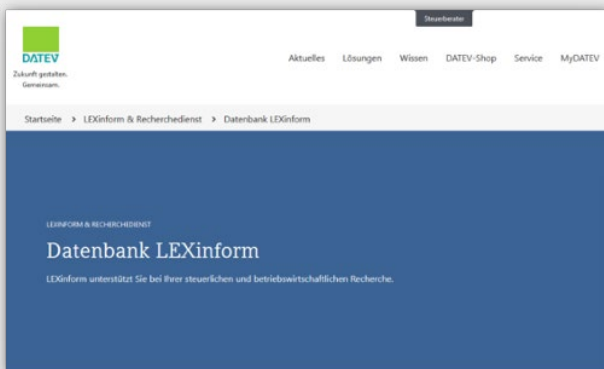 Steuerberater
DATEV
Zukunft gestalten.
Gemeinsam.
Aktuelles Lösungen Wissen DATEV-Shop Service MyDATEV
Startseite > LEXinform & Recherchedienst > Datenbank LEXinform
LEXINFORM & RECHERCHEDIENST
Datenbank LEXinform
LEXinform unterstützt Sie bei Ihrer steuerlichen und betriebswirtschaftlichen Recherche.